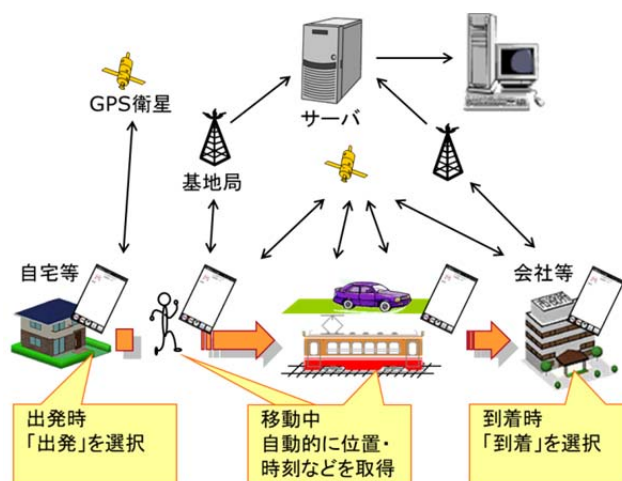 GPS衛星
サーバ
基地局
自宅等
会社等
出発時
「出発」を選択
移動中
自動的に位置・
時刻などを取得
到着時
「到着」を選択